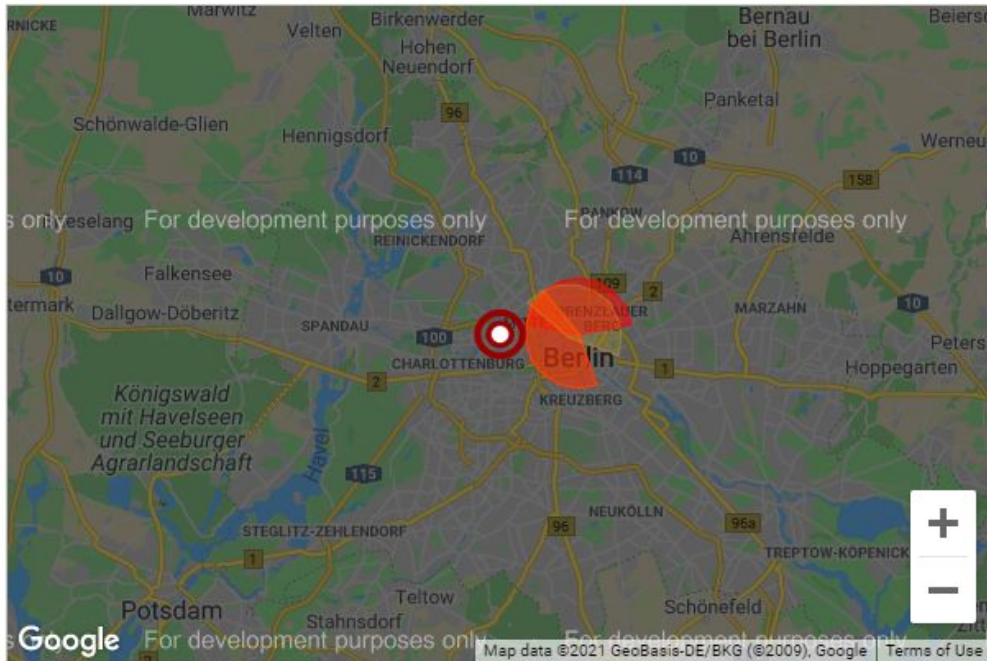 Marwitz
Birkenwerder
Bernau
bei Berlin
Velten
Hohen
Neuendorf
Panketal
96
Schönwalde-Glien
Hennigsdorf
10
114
158
PANKOW
For development purposes only
For development purposes only
s only
REINICKENDORF
Ahrensfelde
Falkensee
10
109
2
10
Dallgow-Döberitz
SPANDAU
100
MARZAHN
BERG
Berlin
CHARLOTTENBURG
1
2
Hoppegarten
KREUZBERG
Königswald
mit Havelseen
und Seeburger
Agrarlandschaft
Havel
115
NEUKÖLLN
96
96a
STEGLITZ-ZEHLENDORF
1
TREPTOW-KÖPENICK
+
−
Teltow
Potsdam
Schönefeld
Stahnsdorf
Google
For development purposes only
Map data ©2021 GeoBasis-DE/BKG (©2009), Google
Terms of Use